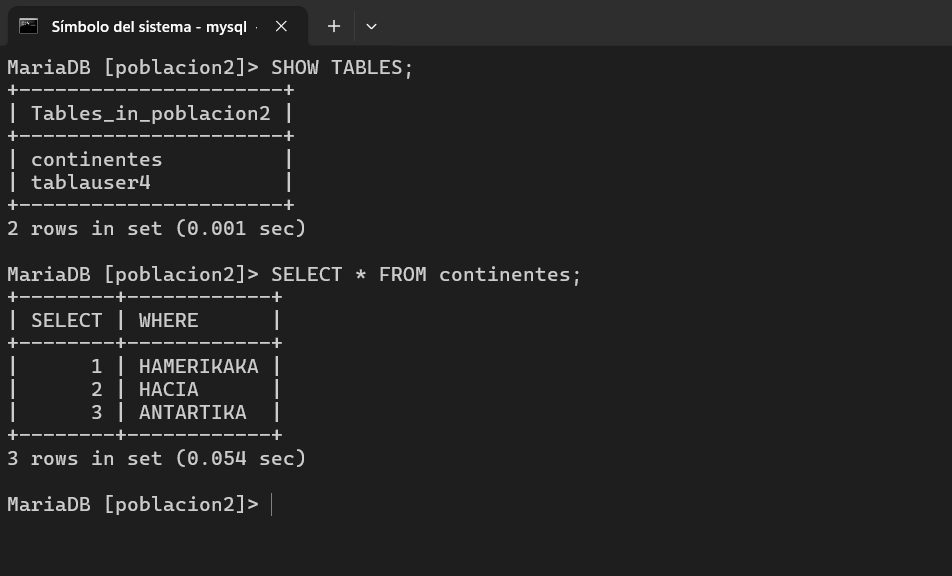 Símbolo del sistema - mysql
MariaDB [poblacion2]> SHOW TABLES;
+----------------------+
| Tables_in_poblacion2 |
+----------------------+
| continentes          |
| tablauser4           |
+----------------------+
2 rows in set (0.001 sec)
MariaDB [poblacion2]> SELECT * FROM continentes;
+--------+------------+
| SELECT | WHERE      |
+--------+------------+
|      1 | HAMERIKAKA |
|      2 | HACIA      |
|      3 | ANTARTIKA  |
+--------+------------+
3 rows in set (0.054 sec)
MariaDB [poblacion2]>